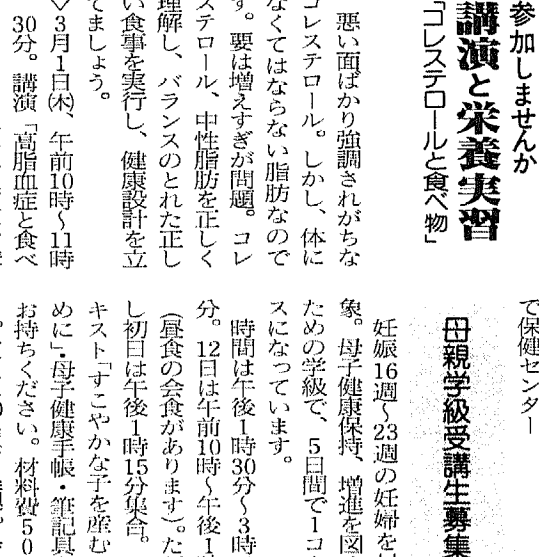 参加しませんか
講演と栄養実習
「コレステロールと食べ物」
悪い面ばかり強調されがちな
コレステロール。しかし、体に
なくてはならない脂肪なので
す。要は増えすぎが問題。コレ
ステロール、中性脂肪を正しく
理解し、バランスのとれた正し
い食事を実行し、健康設計を立
てましょう。
▽3月1日㈭、午前10時〜11時
30分。講演「高脂血症と食べ
で保健センター
母親学級受講生募集
妊娠16週〜23週の妊婦を
象。母子健康保持、増進を図
ための学級で、5日間で1コー
スになっています。
時間は午後1時30分〜3時
分。12日は午前10時〜午後1
(昼食の会食があります)。た
し初日は午後1時15分集合。
キスト「すこやかな子を産む
めに」・母子健康手帳・筆記具
お持ちください。材料費50